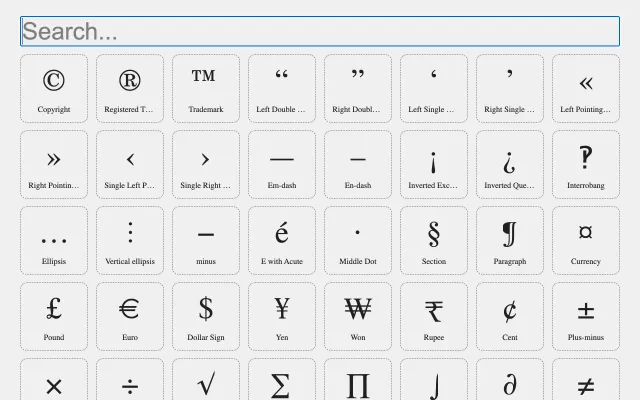 Search...
© ® ™ “ ” ‘ ’ «
Copyright Registered T... Trademark Left Double ... Right Doubl... Left Single ... Right Single ... Left Pointing...
» ‹ › — – ¡ ¿ ‽
Right Pointin... Single Left P... Single Right ... Em-dash En-dash Inverted Exc... Inverted Que... Interrobang
… ⋮ − é · § ¶ ¤
Ellipsis Vertical ellipsis minus E with Acute Middle Dot Section Paragraph Currency
£ € $ ¥ ₩ ₹ ¢ ±
Pound Euro Dollar Sign Yen Won Rupee Cent Plus-minus
× ÷ √ ∑ ∏ ∂ ≠